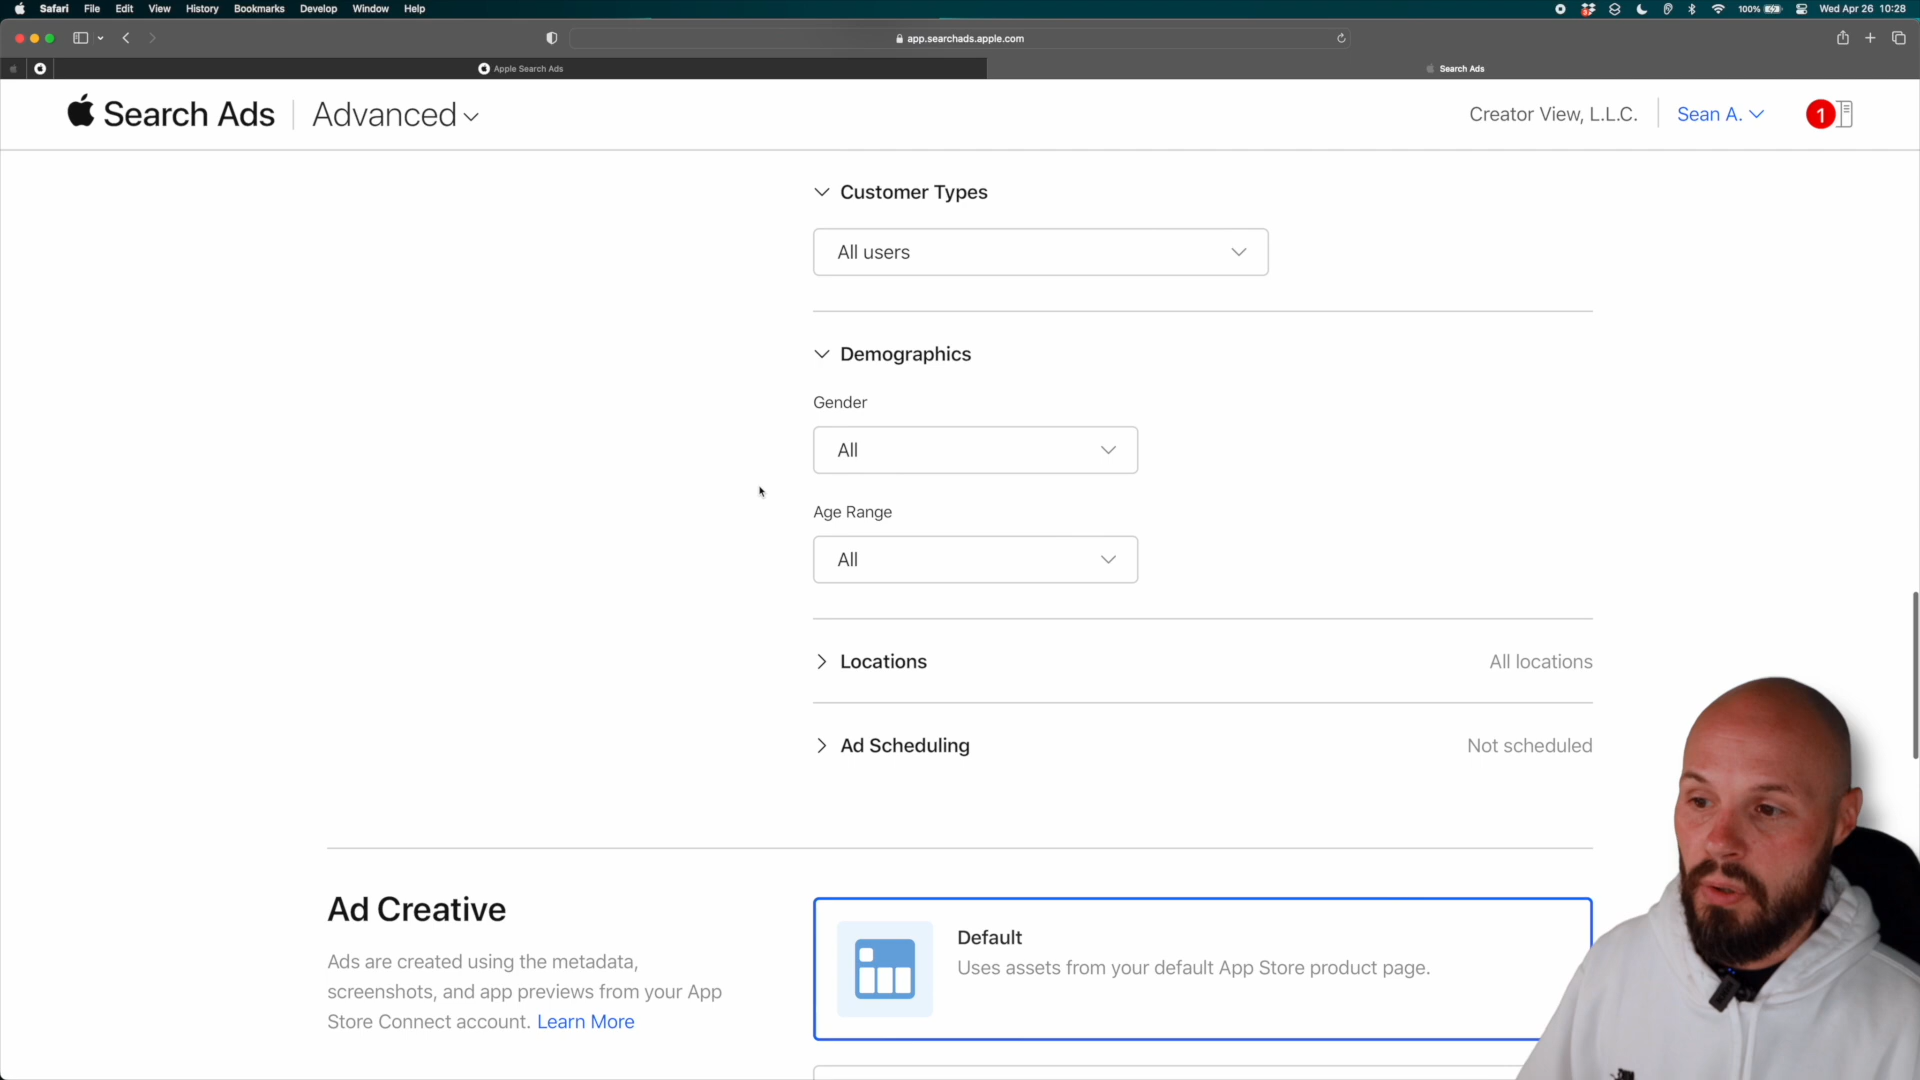 Safari File Edit View History Bookmarks Develop Window Help
100% Wed Apr 26 10:28
app.searchads.apple.com
Apple Search Ads
Search Ads
Search Ads Advanced
Creator View, L.L.C. Sean A. 1
Customer Types
All users
Demographics
Gender
All
Age Range
All
Locations All locations
Ad Scheduling Not scheduled
Ad Creative
Ads are created using the metadata,
screenshots, and app previews from your App
Store Connect account. Learn More
Default
Uses assets from your default App Store product page.